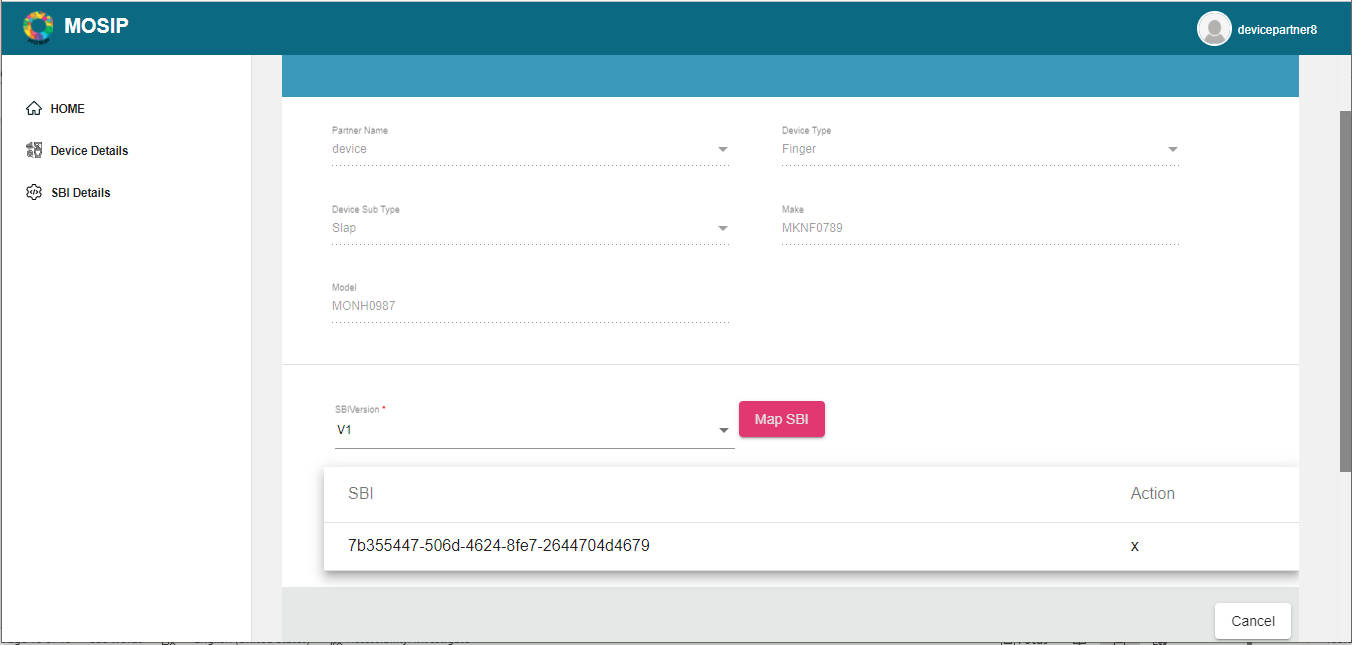 MOSIP
devicepartner8
HOME
Device Details
SBI Details
Partner Name
device
Device Type
Finger
Device Sub Type
Slap
Make
MKNF0789
Model
MONH0987
SBIVersion *
V1
Map SBI
SBI
Action
7b355447-506d-4624-8fe7-2644704d4679
x
Cancel